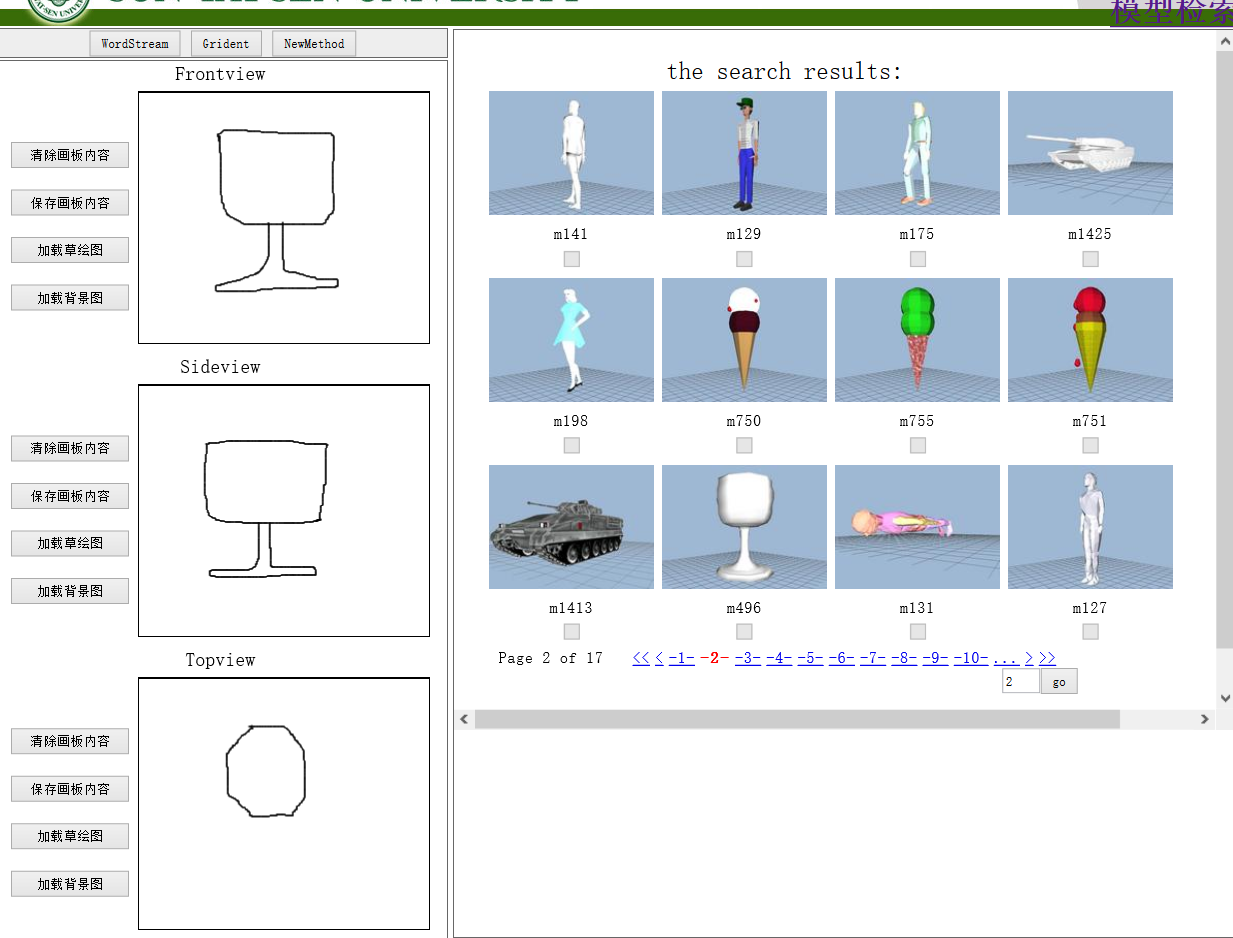 SUN YAT-SEN UNIVERSITY
模型检索
WordStream Grident NewMethod
Frontview
清除画板内容
保存画板内容
加载草绘图
加载背景图
Sideview
清除画板内容
保存画板内容
加载草绘图
加载背景图
Topview
清除画板内容
保存画板内容
加载草绘图
加载背景图
the search results:
m141 m129 m175 m1425
m198 m750 m755 m751
m1413 m496 m131 m127
Page 2 of 17 << < -1- -2- -3- -4- -5- -6- -7- -8- -9- -10- ... > >>
2 go